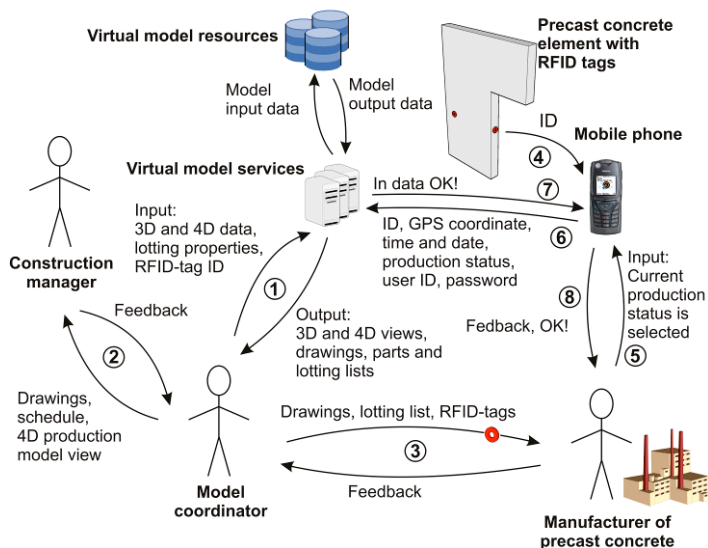 Virtual model resources
Precast concrete
element with
RFID tags
Model
input data
Model
output data
ID
Mobile phone
4
Virtual model services
In data OK!
7
Input:
3D and 4D data,
lotting properties,
RFID-tag ID
ID, GPS coordinate,
time and date,
production status,
user ID, password
6
Construction
manager
1
Input:
Current
production
status is
selected
8
Feedback
Output:
3D and 4D views,
drawings, parts and
lotting lists
Fedback, OK!
5
2
Drawings,
schedule,
4D production
model view
Drawings, lotting list, RFID-tags
3
Model
coordinator
Feedback
Manufacturer of
precast concrete